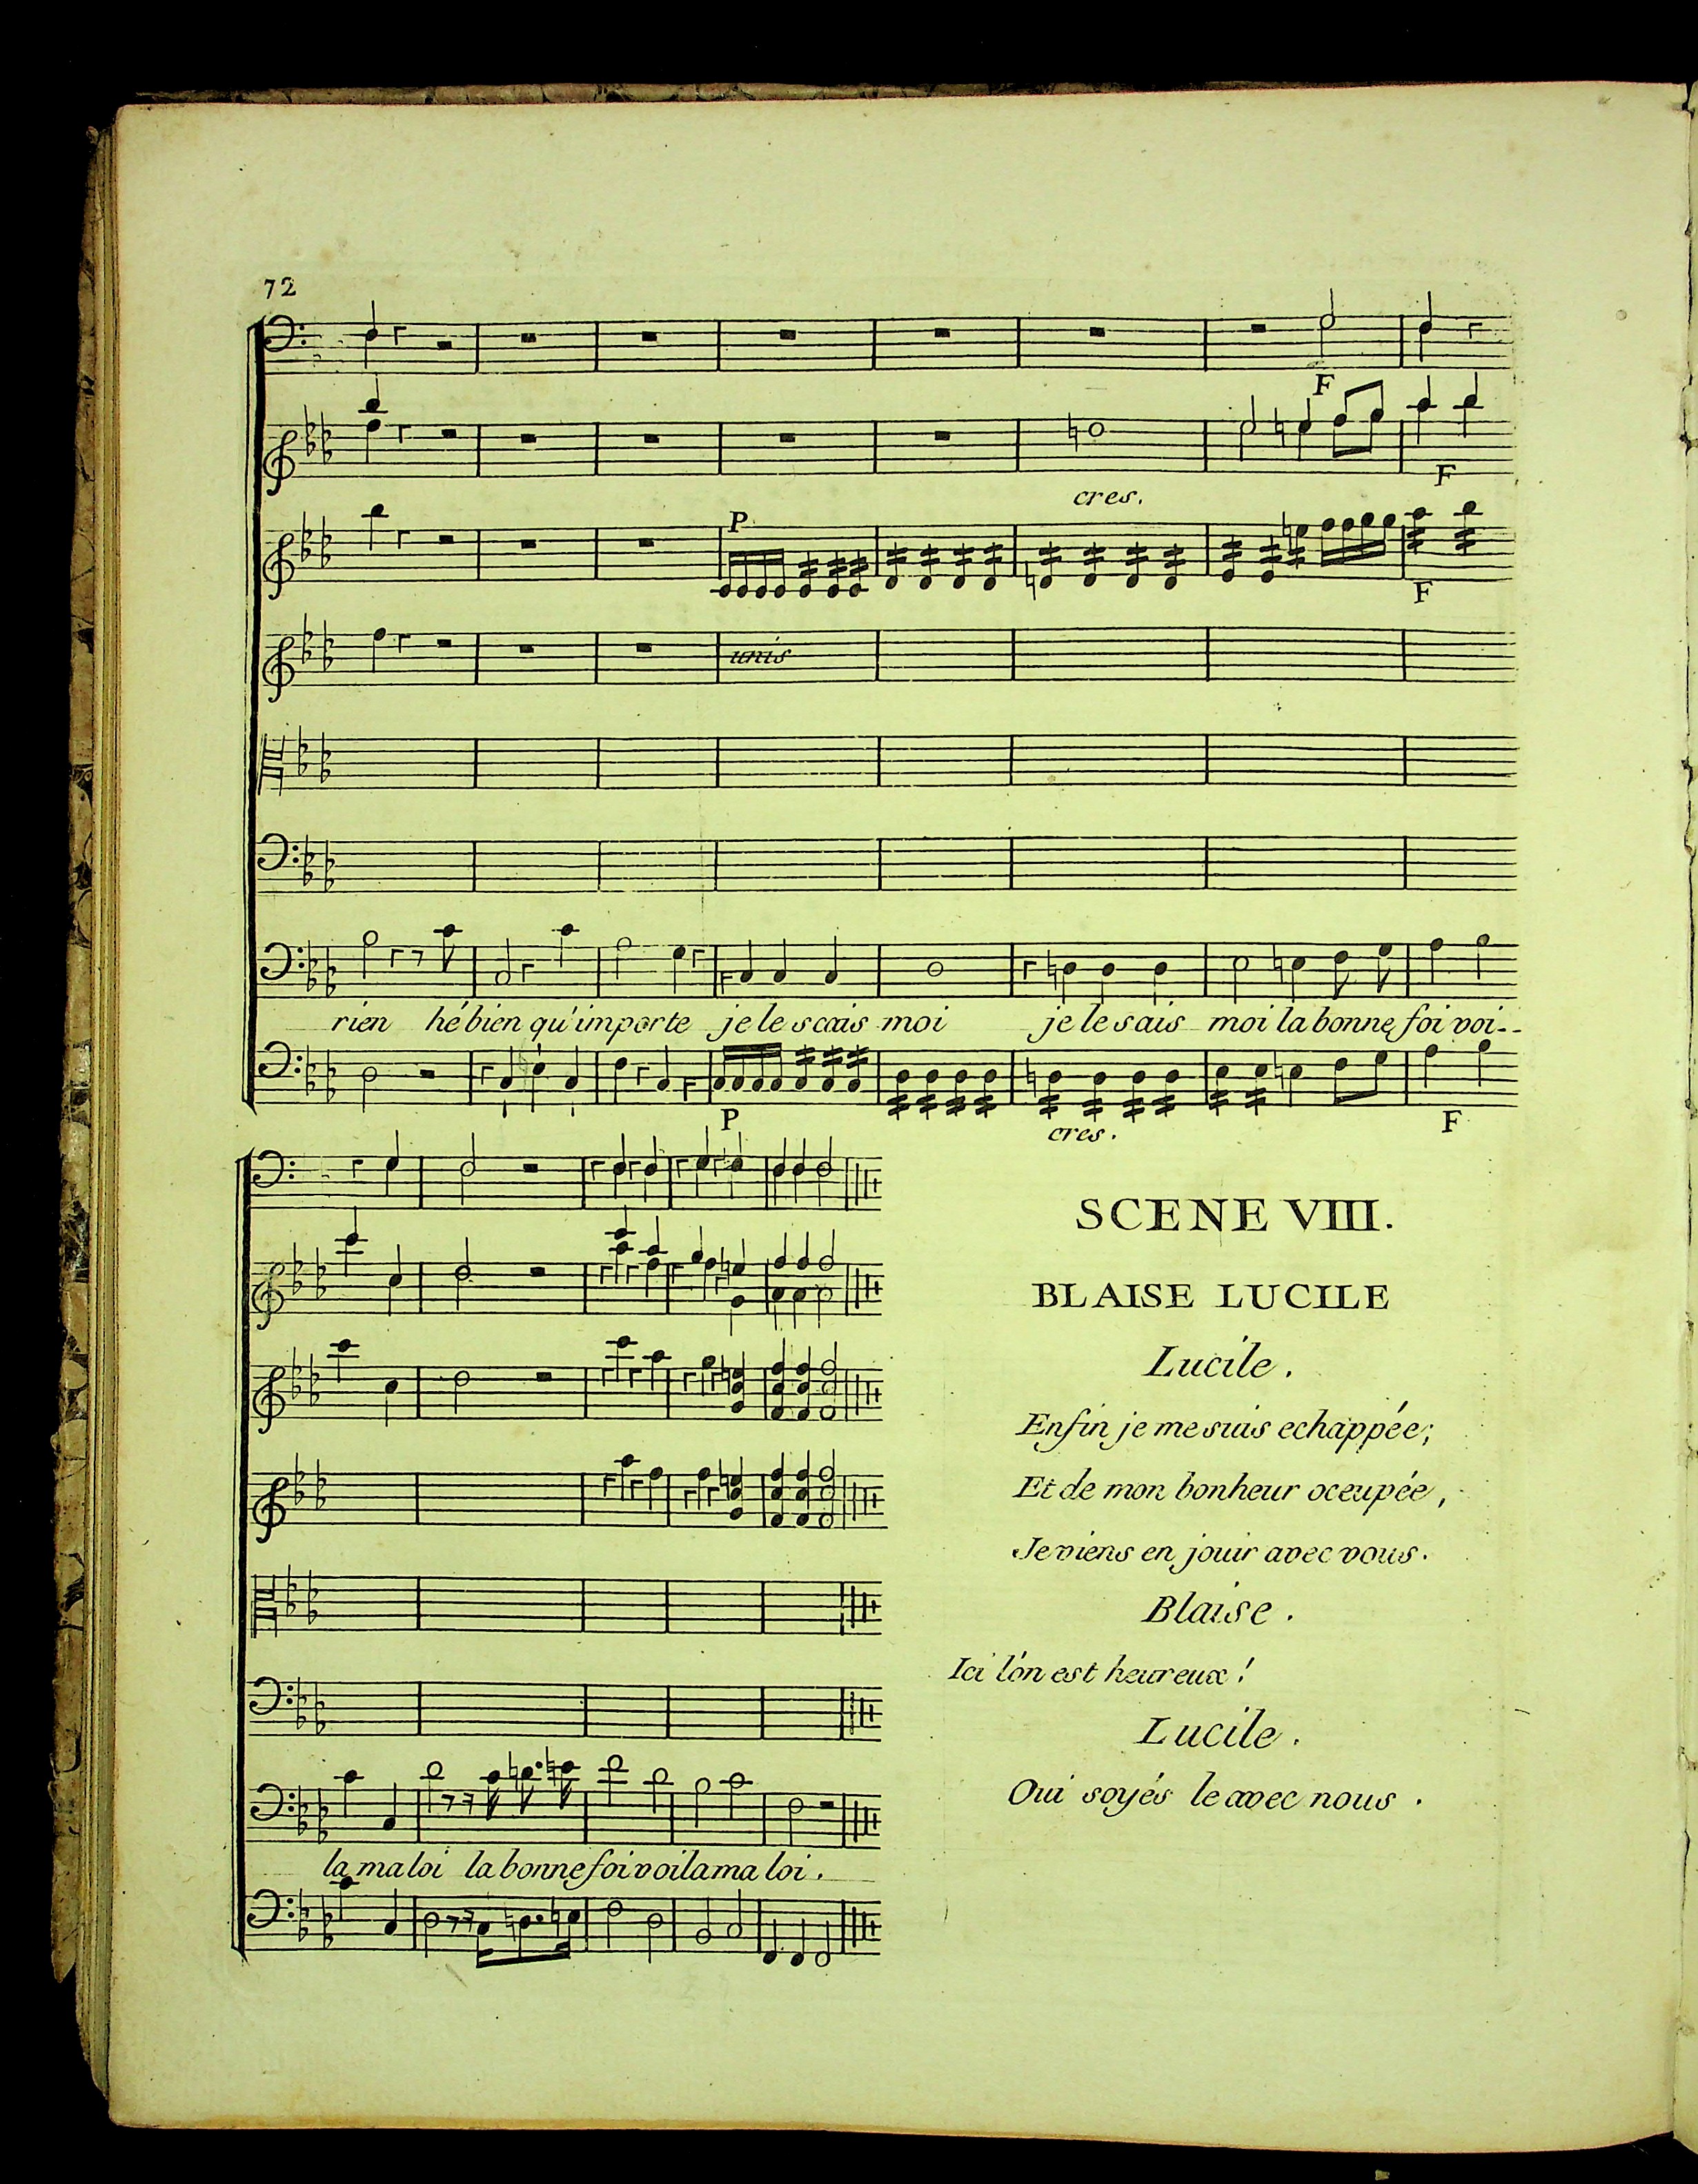 72
F
cres.
F
P
F
unis
rien hé bien qu'importe je le scais moi je le sais moi la bonne foi voi--
P
cres.
F
la ma loi la bonne foi voila ma loi.
SCENE VIII.
BLAISE LUCILE
Lucile.
Enfin je me suis echappée;
Et de mon bonheur oceupée,
Je viens en jouir avec vous.
Blaise.
Ici l'ón est heureux!
Lucile.
Oui soyés le avec nous.